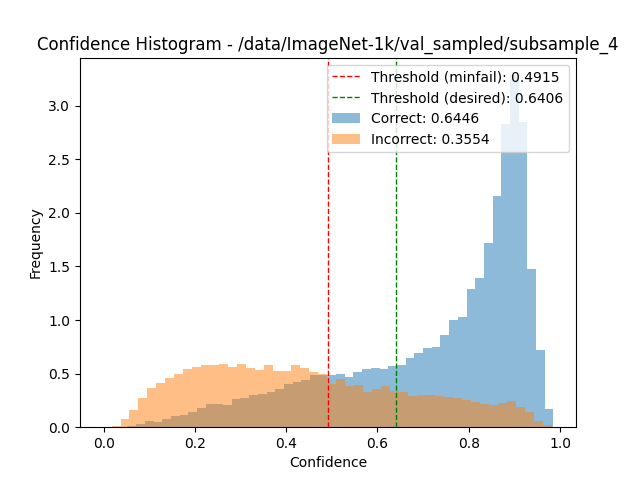 Confidence Histogram - /data/ImageNet-1k/val_sampled/subsample_4
Threshold (minfail): 0.4915
Threshold (desired): 0.6406
Correct: 0.6446
Incorrect: 0.3554
Frequency
3.0
2.5
2.0
1.5
1.0
0.5
0.0
0.0 0.2 0.4 0.6 0.8 1.0
Confidence